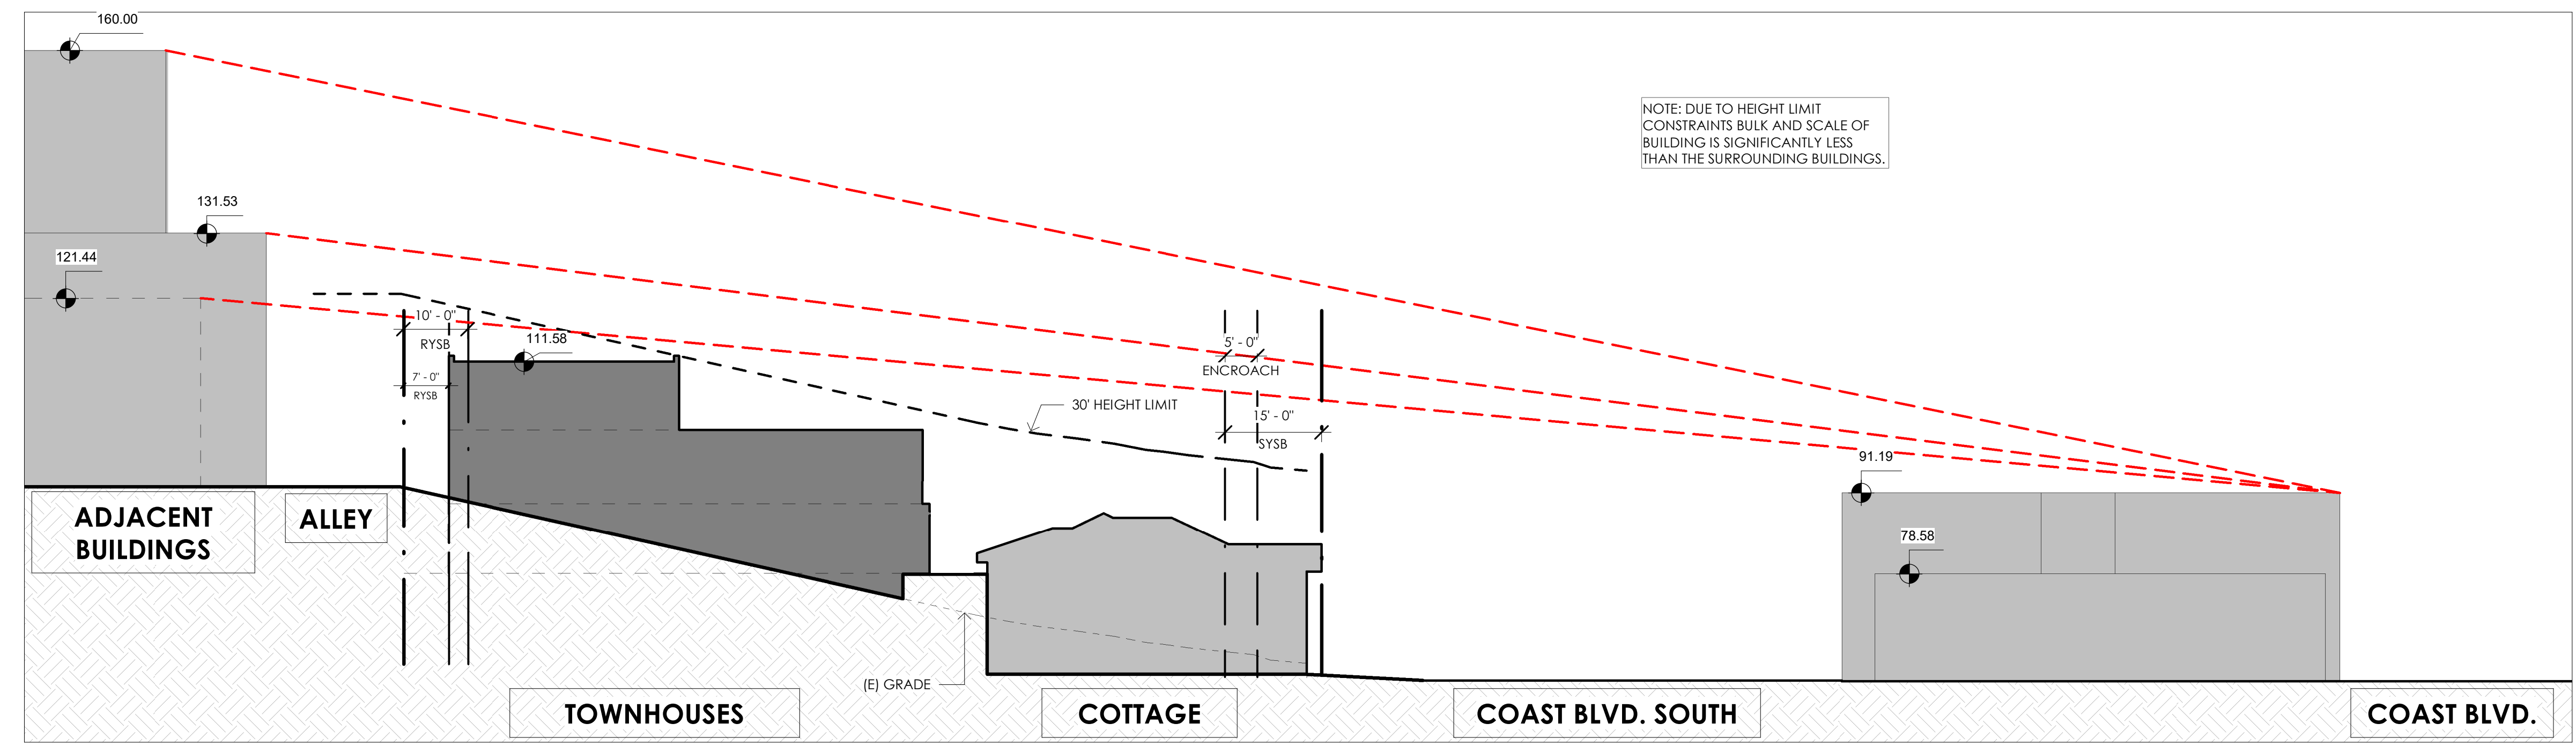 160.00
NOTE: DUE TO HEIGHT LIMIT
CONSTRAINTS BULK AND SCALE OF
BUILDING IS SIGNIFICANTLY LESS
THAN THE SURROUNDING BUILDINGS.
131.53
121.44
10' - 0"
RYSB
111.58
7' - 0"
RYSB
5' - 0"
ENCROACH
30' HEIGHT LIMIT
15' - 0"
SYSB
91.19
78.58
ADJACENT
BUILDINGS
ALLEY
(E) GRADE
TOWNHOUSES
COTTAGE
COAST BLVD. SOUTH
COAST BLVD.